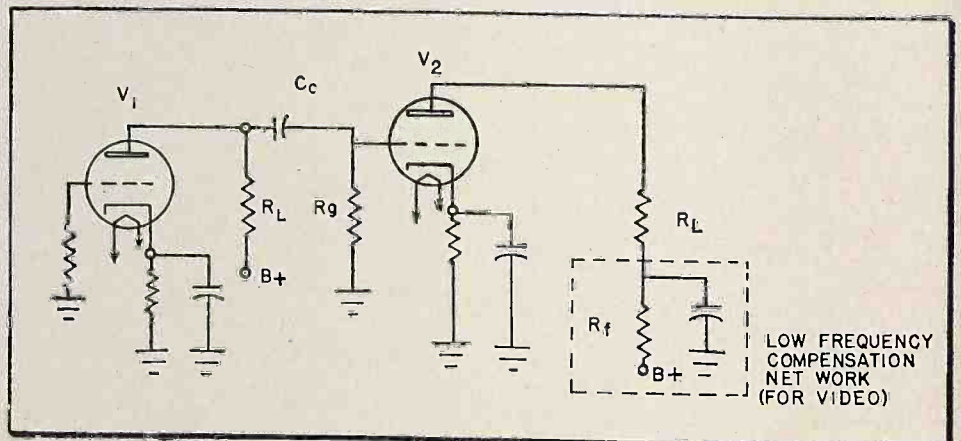 V1
Cc
V2
RL
Rg
B+
RL
Rf
B+
LOW FREQUENCY
COMPENSATION
NET WORK
(FOR VIDEO)